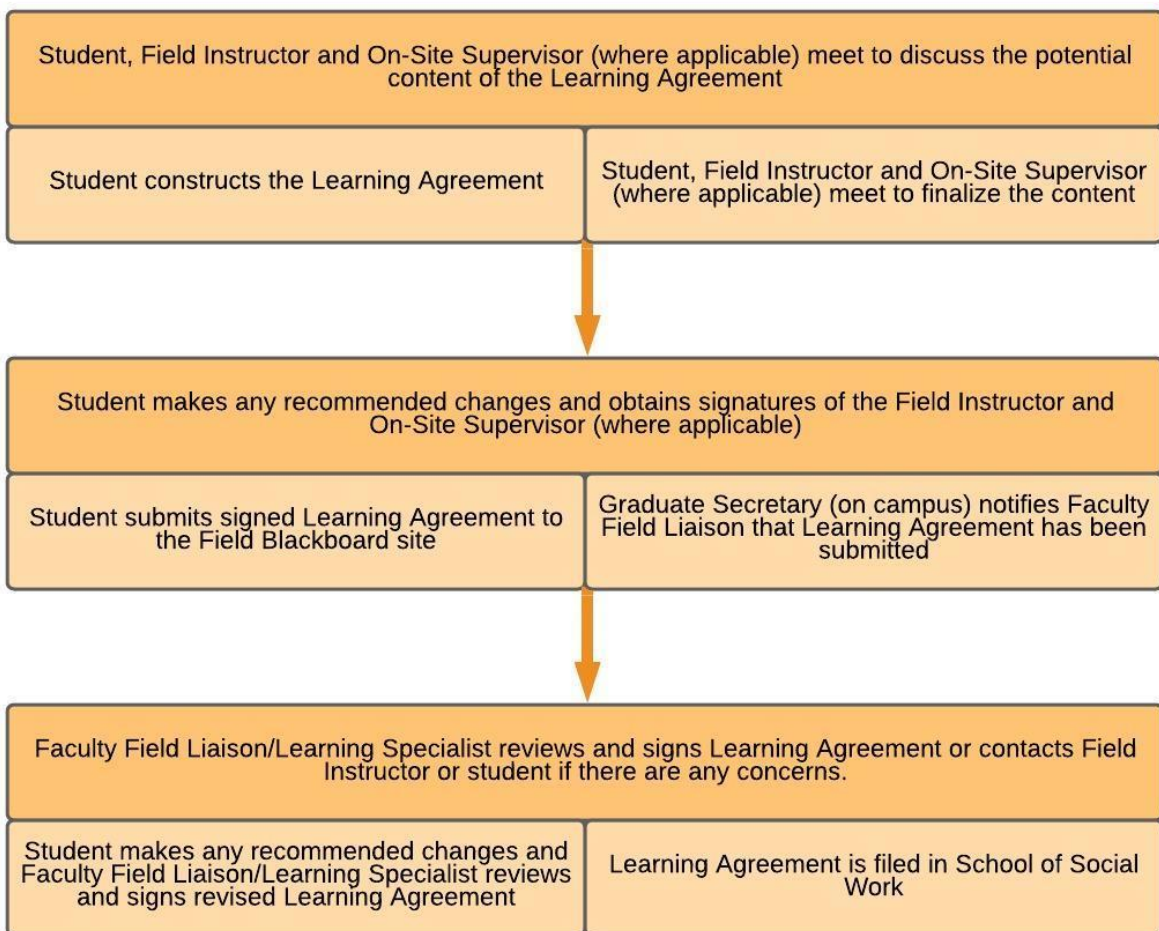 Student, Field Instructor and On-Site Supervisor (where applicable) meet to discuss the potential
content of the Learning Agreement
Student constructs the Learning Agreement
Student, Field Instructor and On-Site Supervisor
(where applicable) meet to finalize the content
Student makes any recommended changes and obtains signatures of the Field Instructor and
On-Site Supervisor (where applicable)
Student submits signed Learning Agreement to
the Field Blackboard site
Graduate Secretary (on campus) notifies Faculty
Field Liaison that Learning Agreement has been
submitted
Faculty Field Liaison/Learning Specialist reviews and signs Learning Agreement or contacts Field
Instructor or student if there are any concerns.
Student makes any recommended changes and
Faculty Field Liaison/Learning Specialist reviews
and signs revised Learning Agreement
Learning Agreement is filed in School of Social
Work